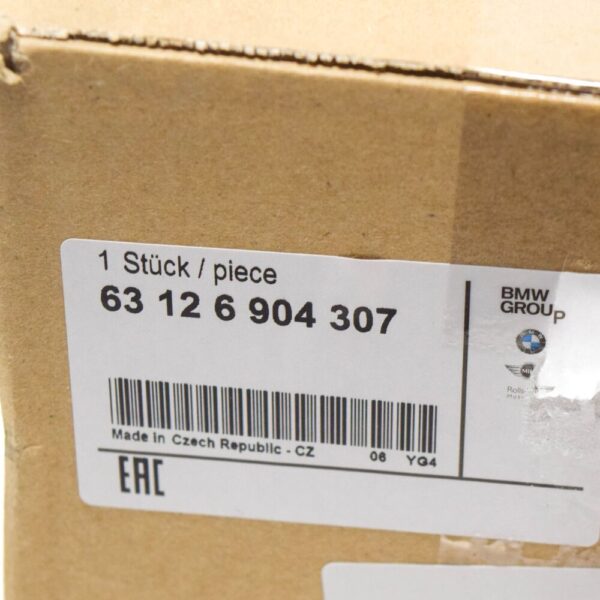 1 Stück / piece
63 12 6 904 307
Made in Czech Republic - CZ 06 YG4
EAC
BMW
GROUP